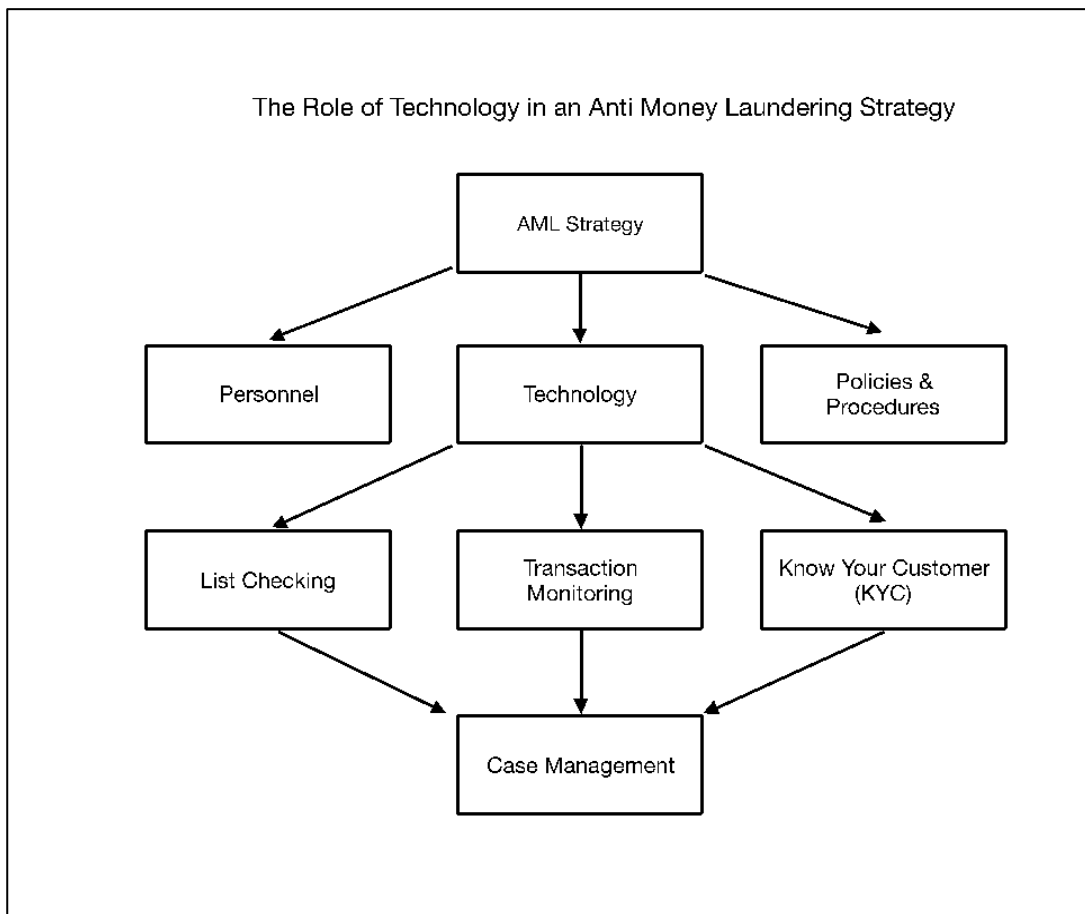 The Role of Technology in an Anti Money Laundering Strategy
AML Strategy
Personnel
Technology
Policies &
Procedures
List Checking
Transaction
Monitoring
Know Your Customer
(KYC)
Case Management